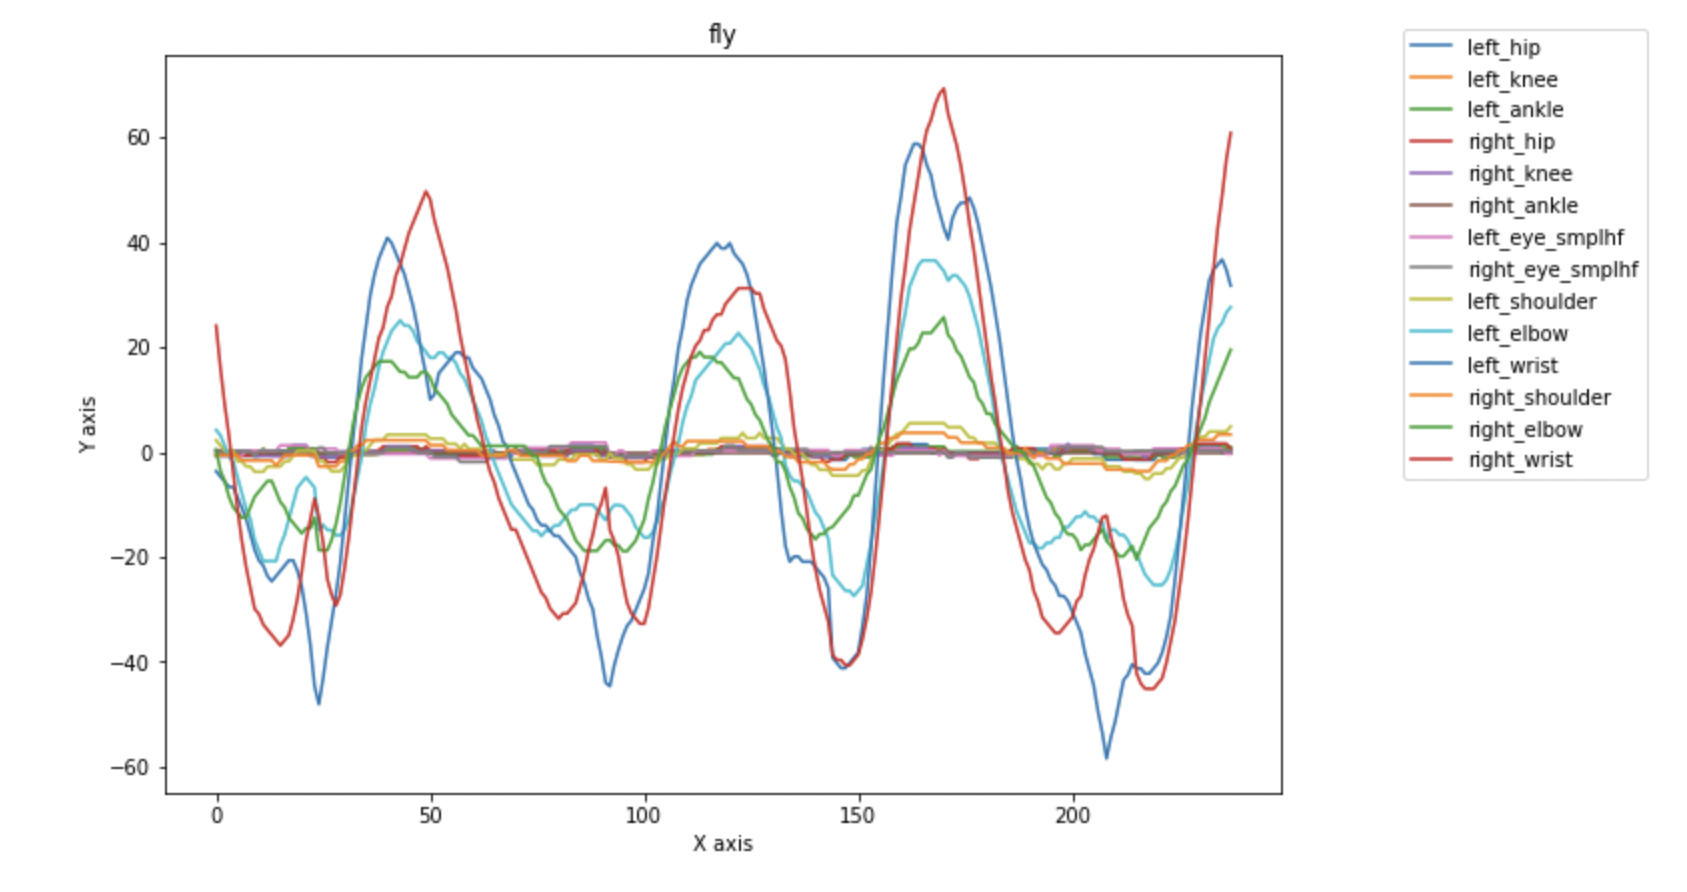 fly
60
40
20
0
−20
−40
−60
Y axis
0 50 100 150 200
X axis
left_hip
left_knee
left_ankle
right_hip
right_knee
right_ankle
left_eye_smplhf
right_eye_smplhf
left_shoulder
left_elbow
left_wrist
right_shoulder
right_elbow
right_wrist